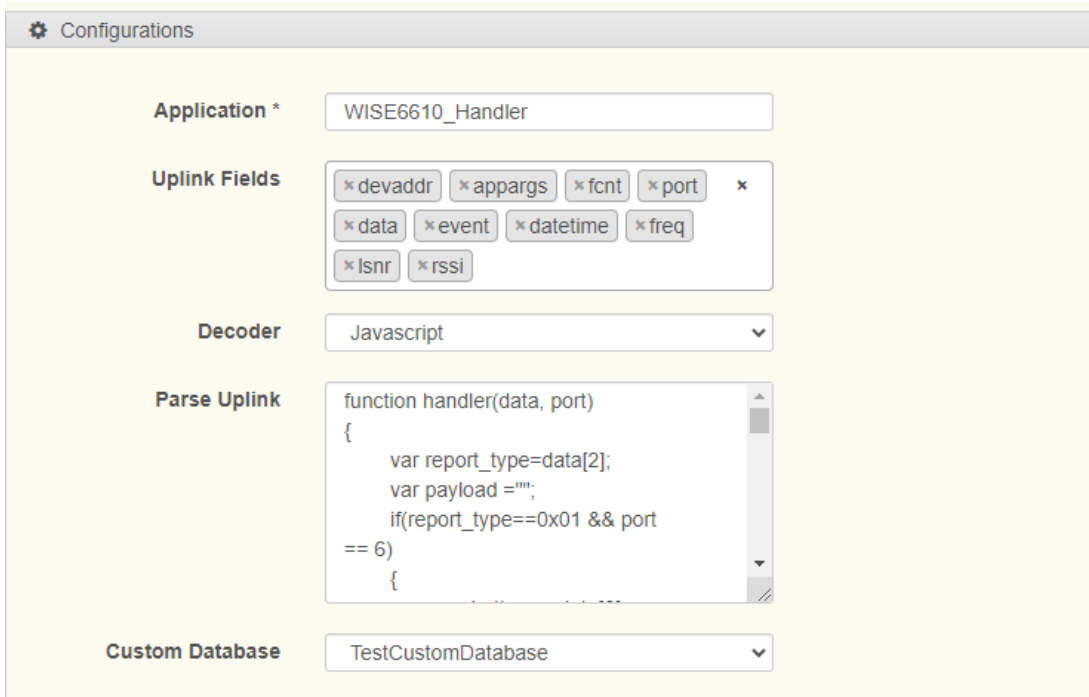 Configurations
Application *
WISE6610_Handler
Uplink Fields
× devaddr × appargs × fcnt × port ×
× data × event × datetime × freq
× lsnr × rssi
Decoder
Javascript
Parse Uplink
function handler(data, port)
{
var report_type=data[2];
var payload ="";
if(report_type==0x01 && port
== 6)
{
Custom Database
TestCustomDatabase